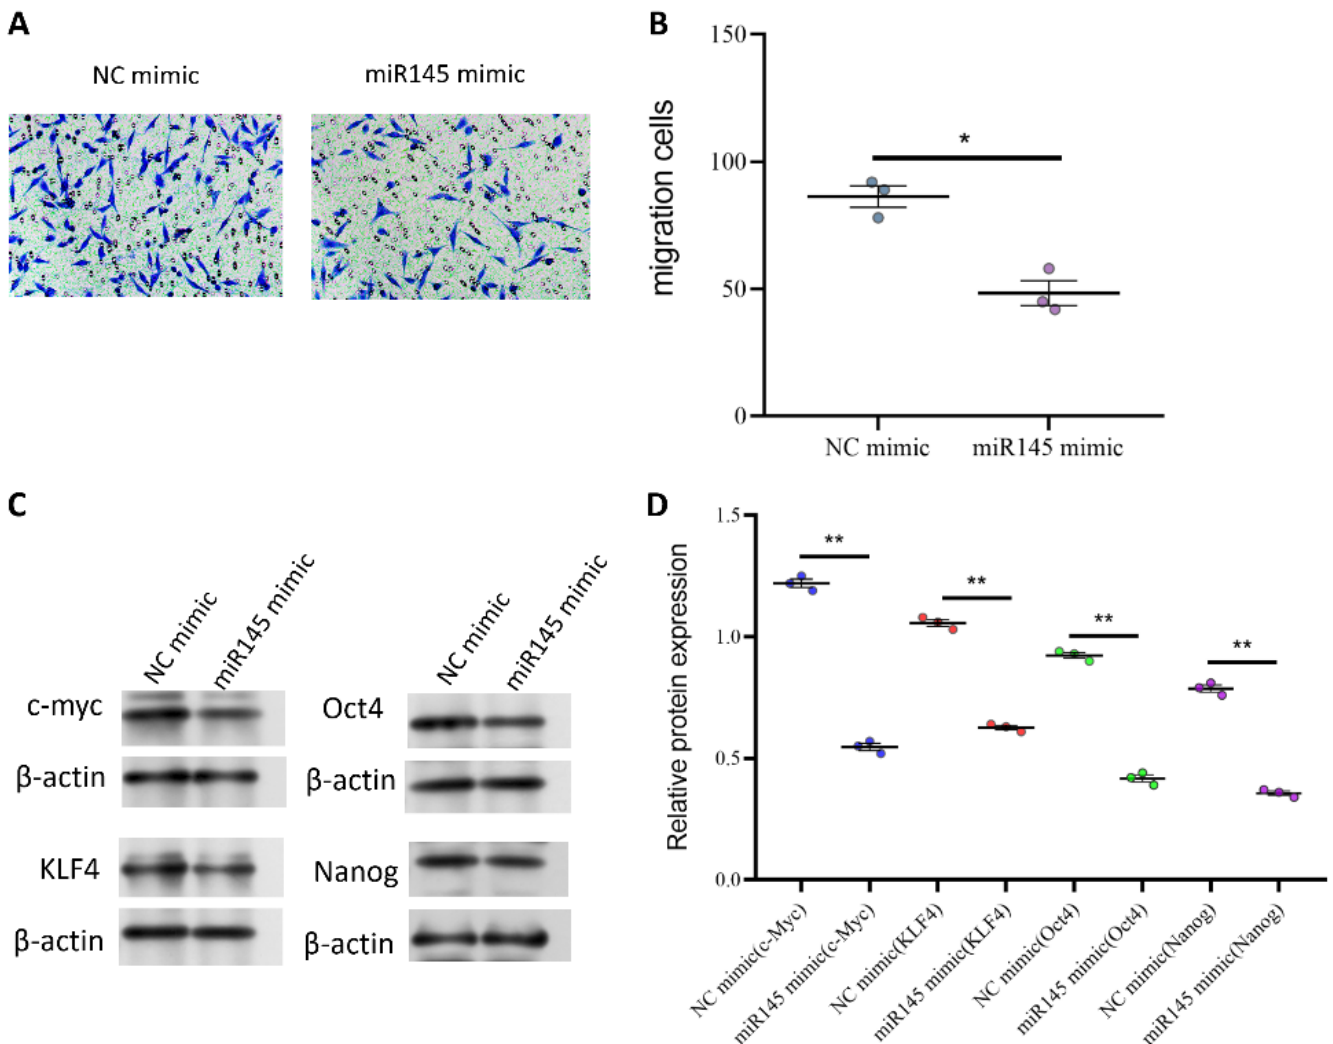 A
NC mimic
miR145 mimic
B
150
100
50
0
migration cells
*
NC mimic
miR145 mimic
C
NC mimic
miR145 mimic
c-myc
β-actin
KLF4
β-actin
NC mimic
miR145 mimic
Oct4
β-actin
Nanog
β-actin
D
1.5
1.0
0.5
0.0
Relative protein expression
**
**
**
**
NC mimic(c-Myc)
miR145 mimic(c-Myc)
NC mimic(KLF4)
miR145 mimic(KLF4)
NC mimic(Oct4)
miR145 mimic(Oct4)
NC mimic(Nanog)
miR145 mimic(Nanog)